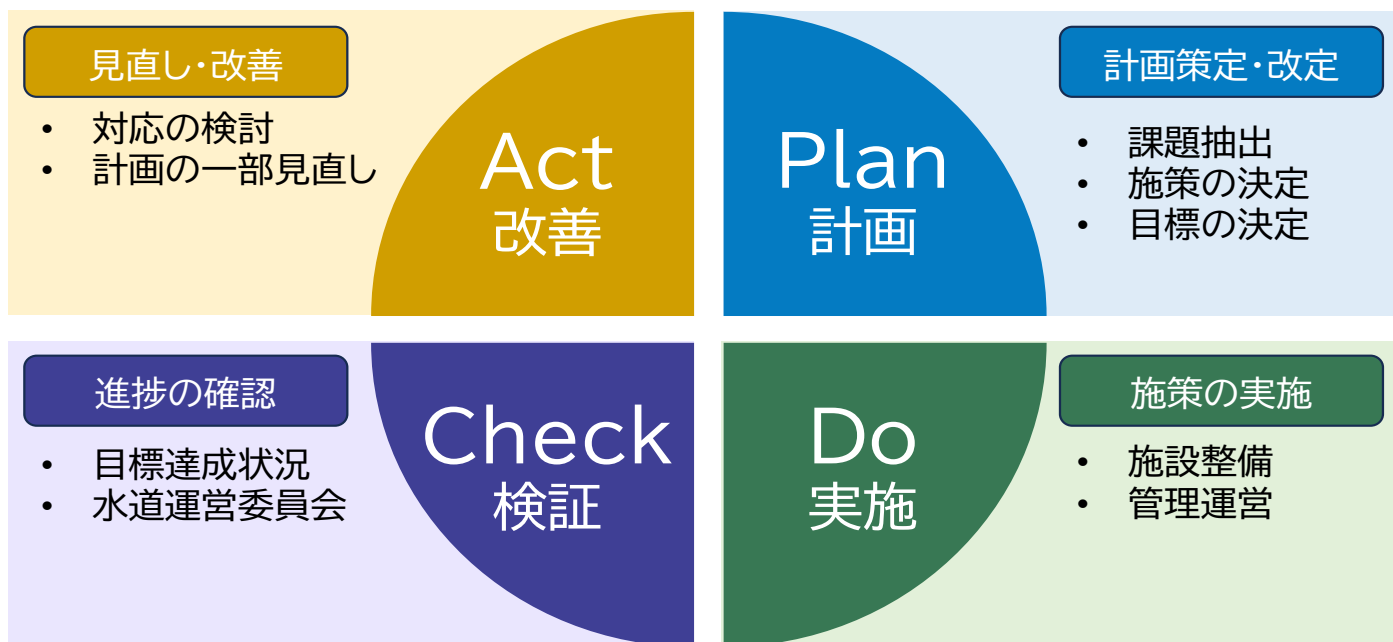 見直し・改善
・ 対応の検討
・ 計画の一部見直し
Act
改善
Plan
計画
計画策定・改定
・ 課題抽出
・ 施策の決定
・ 目標の決定
進捗の確認
・ 目標達成状況
・ 水道運営委員会
Check
検証
Do
実施
施策の実施
・ 施設整備
・ 管理運営